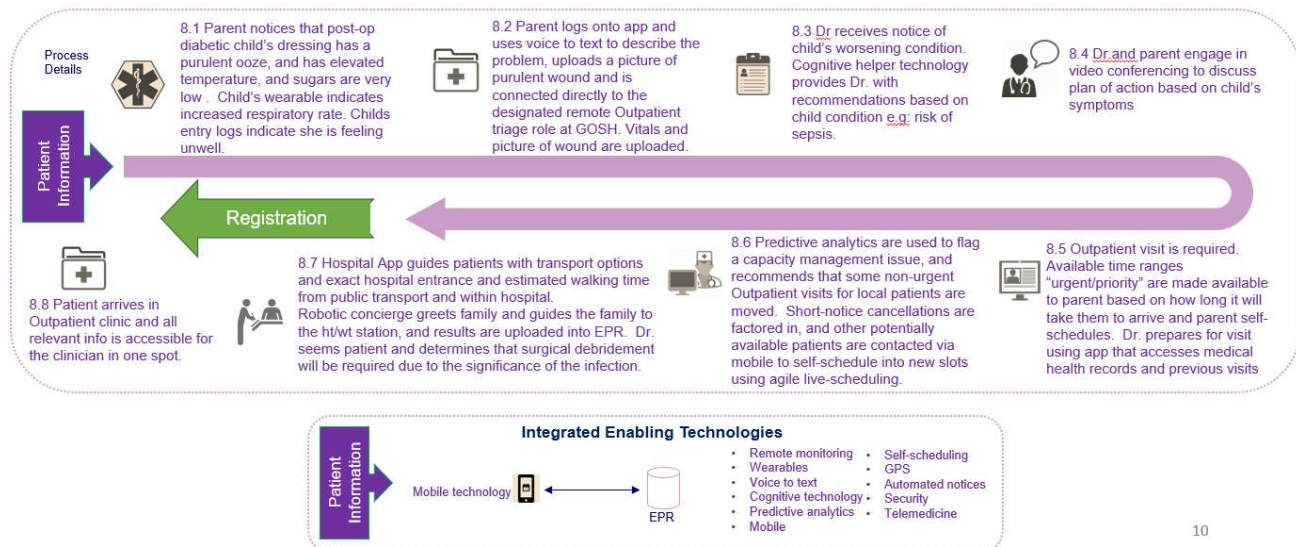 Process
Details
Patient
Information
8.1 Parent notices that post-op
diabetic child's dressing has a
purulent ooze, and has elevated
temperature, and sugars are very
low . Child's wearable indicates
increased respiratory rate. Childs
entry logs indicate she is feeling
unwell.
8.2 Parent logs onto app and
uses voice to text to describe the
problem, uploads a picture of
purulent wound and is
connected directly to the
designated remote Outpatient
triage role at GOSH. Vitals and
picture of wound are uploaded.
8.3 Dr receives notice of
child's worsening condition.
Cognitive helper technology
provides Dr. with
recommendations based on
child condition e.g: risk of
sepsis.
8.4 Dr.and parent engage in
video conferencing to discuss
plan of action based on child's
symptoms
Registration
8.5 Outpatient visit is required.
Available time ranges
"urgent/priority" are made available
to parent based on how long it will
take them to arrive and parent self-
schedules. Dr. prepares for visit
using app that accesses medical
health records and previous visits
8.6 Predictive analytics are used to flag
a capacity management issue, and
recommends that some non-urgent
Outpatient visits for local patients are
moved. Short-notice cancellations are
factored in, and other potentially
available patients are contacted via
mobile to self-schedule into new slots
using agile live-scheduling.
8.7 Hospital App guides patients with transport options
and exact hospital entrance and estimated walking time
from public transport and within hospital.
Robotic concierge greets family and guides the family to
the ht/wt station, and results are uploaded into EPR. Dr.
seems patient and determines that surgical debridement
will be required due to the significance of the infection.
8.8 Patient arrives in
Outpatient clinic and all
relevant info is accessible for
the clinician in one spot.
Integrated Enabling Technologies
Patient
Information
Mobile technology
EPR
• Remote monitoring
• Wearables
• Voice to text
• Cognitive technology
• Predictive analytics
• Mobile
• Self-scheduling
• GPS
• Automated notices
• Security
• Telemedicine
10